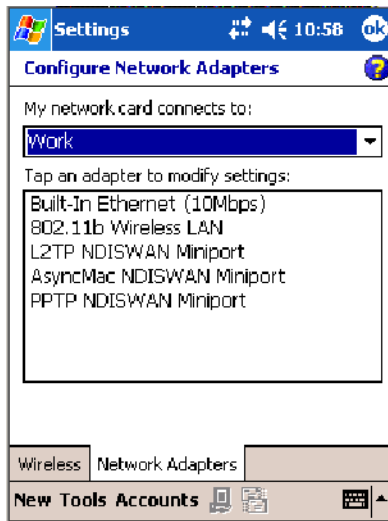 Settings 10:58 ok
Configure Network Adapters ?
My network card connects to:
Work
Tap an adapter to modify settings:
Built-In Ethernet (10Mbps)
802.11b Wireless LAN
L2TP NDISWAN Miniport
AsyncMac NDISWAN Miniport
PPTP NDISWAN Miniport
Wireless Network Adapters
New Tools Accounts